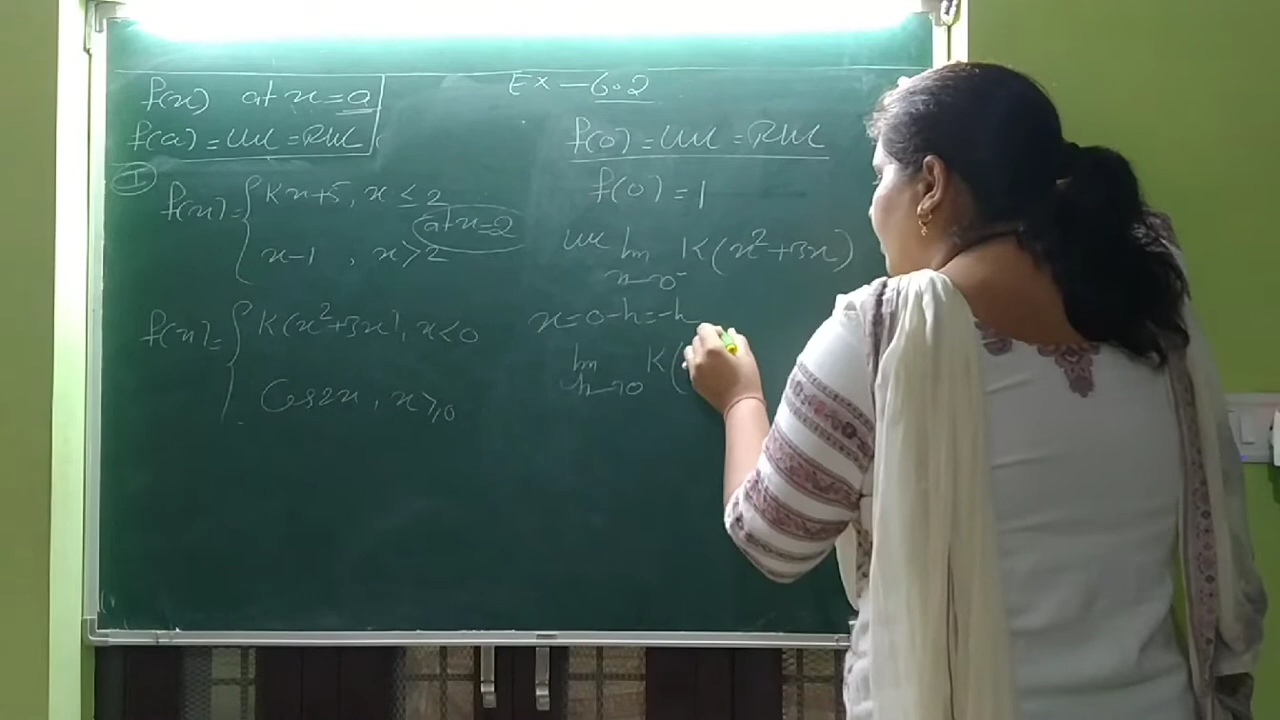 f(x) at x=a
f(a) = LHL = RHL
Ex - 6.2
①
f(x) = { Kx+5, x ≤ 2
at x=2
x-1 , x>2
f(x) = { K(x²+3x), x<0
Cos2x , x≥0
f(0) = LHL = RHL
f(0) = 1
LHL lim x→0⁻ K(x²+3x)
x=0-h=-h
lim h→0 K(